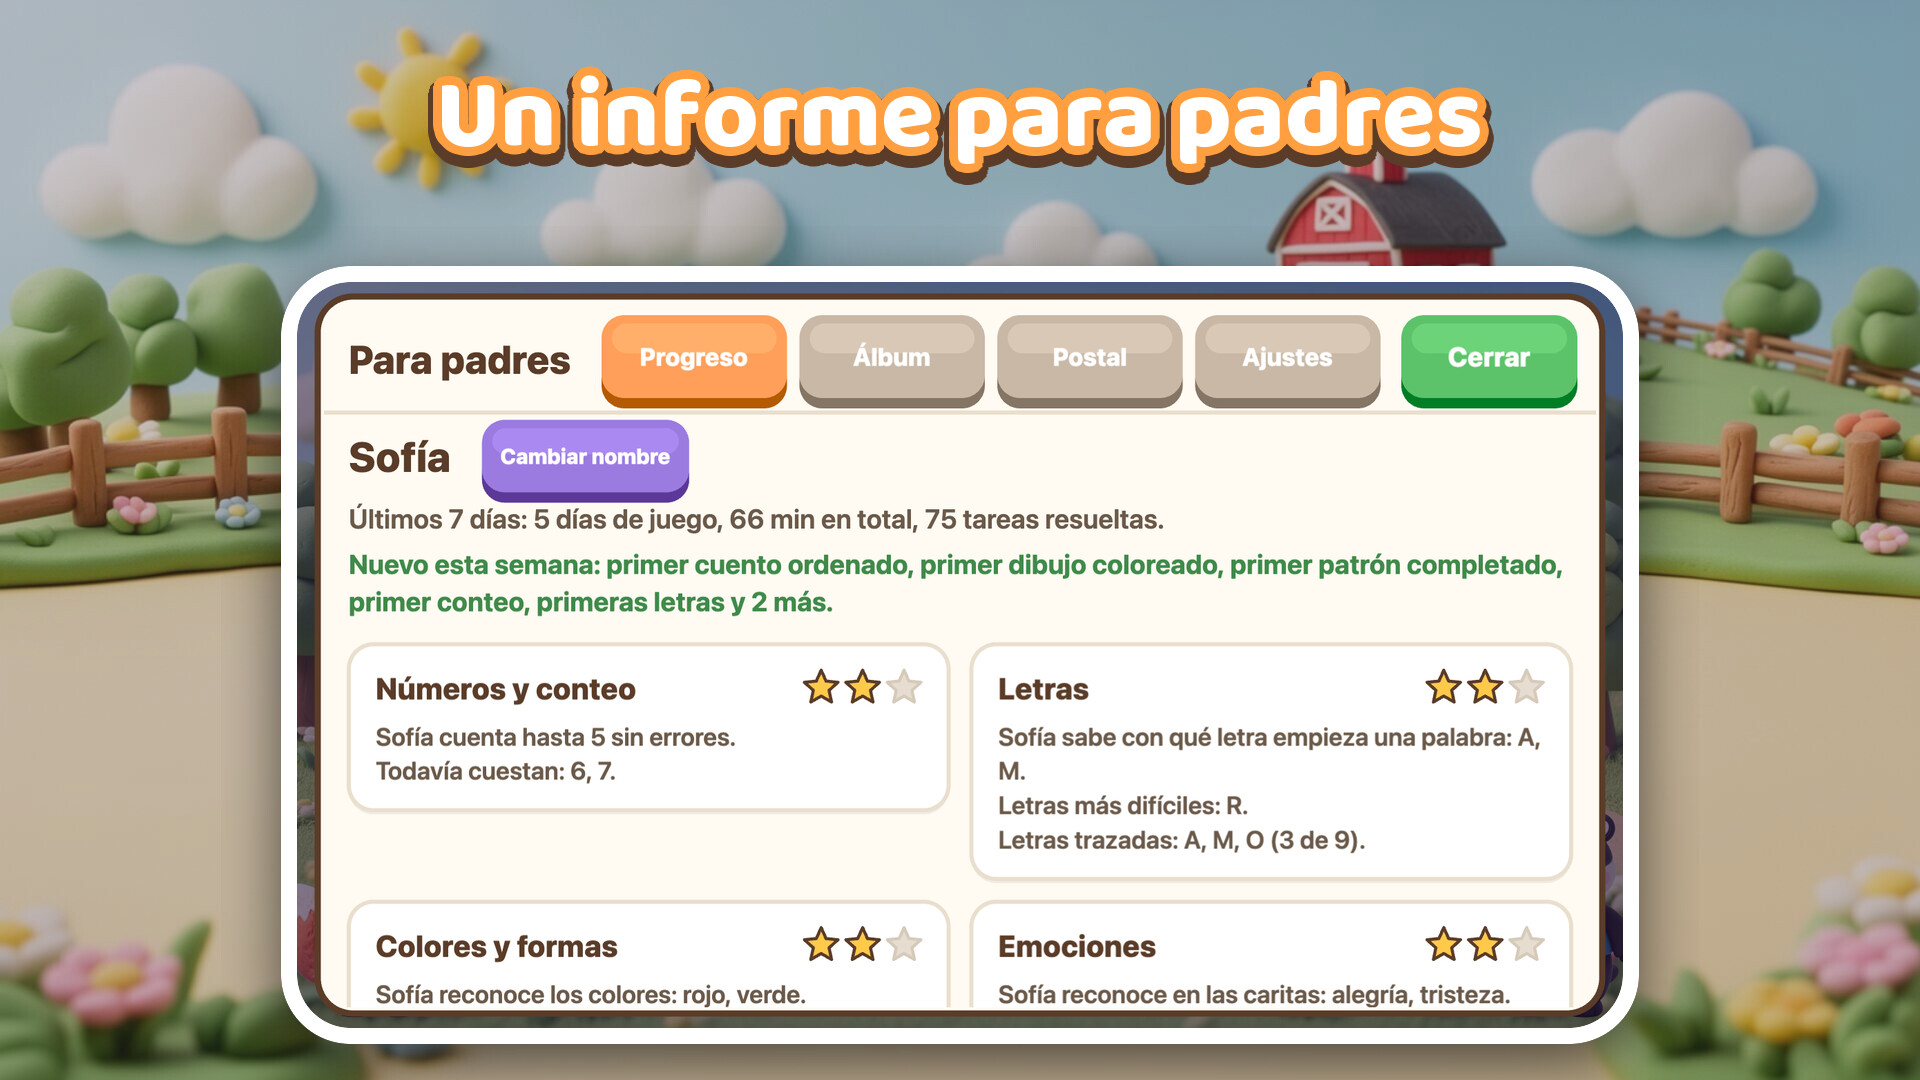 Un informe para padres
Para padres
Progreso
Álbum
Postal
Ajustes
Cerrar
Sofía
Cambiar nombre
Últimos 7 días: 5 días de juego, 66 min en total, 75 tareas resueltas.
Nuevo esta semana: primer cuento ordenado, primer dibujo coloreado, primer patrón completado,
primer conteo, primeras letras y 2 más.
Números y conteo
Sofía cuenta hasta 5 sin errores.
Todavía cuestan: 6, 7.
Letras
Sofía sabe con qué letra empieza una palabra: A,
M.
Letras más difíciles: R.
Letras trazadas: A, M, O (3 de 9).
Colores y formas
Sofía reconoce los colores: rojo, verde.
Emociones
Sofía reconoce en las caritas: alegría, tristeza.